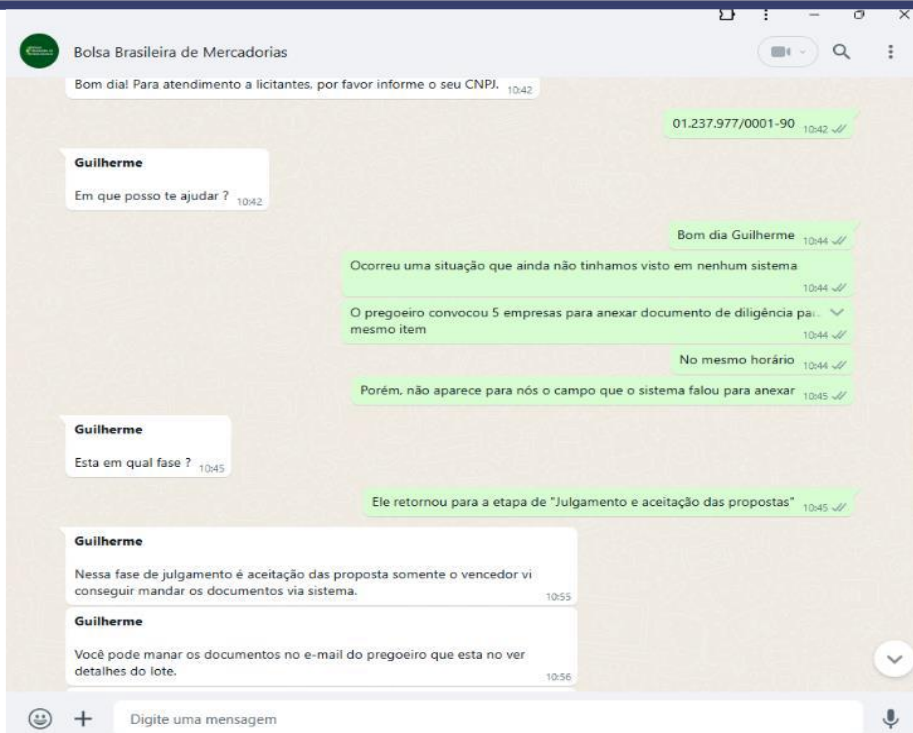 Bolsa Brasileira de Mercadorias
Bom dia! Para atendimento a licitantes, por favor informe o seu CNPJ. 10:42
01.237.977/0001-90 10:42
Guilherme
Em que posso te ajudar ? 10:42
Bom dia Guilherme 10:44
Ocorreu uma situação que ainda não tinhamos visto em nenhum sistema
10:44
O pregoeiro convocou 5 empresas para anexar documento de diligência
mesmo item
10:44
No mesmo horário 10:44
Porém, não aparece para nós o campo que o sistema falou para anexar 10:45
Guilherme
Esta em qual fase ? 10:45
Ele retornou para a etapa de "Julgamento e aceitação das propostas" 10:45
Guilherme
Nessa fase de julgamento é aceitação das proposta somente o vencedor vi
conseguir mandar os documentos via sistema.
10:55
Guilherme
Você pode manar os documentos no e-mail do pregoeiro que esta no ver
detalhes do lote.
10:56
Digite uma mensagem